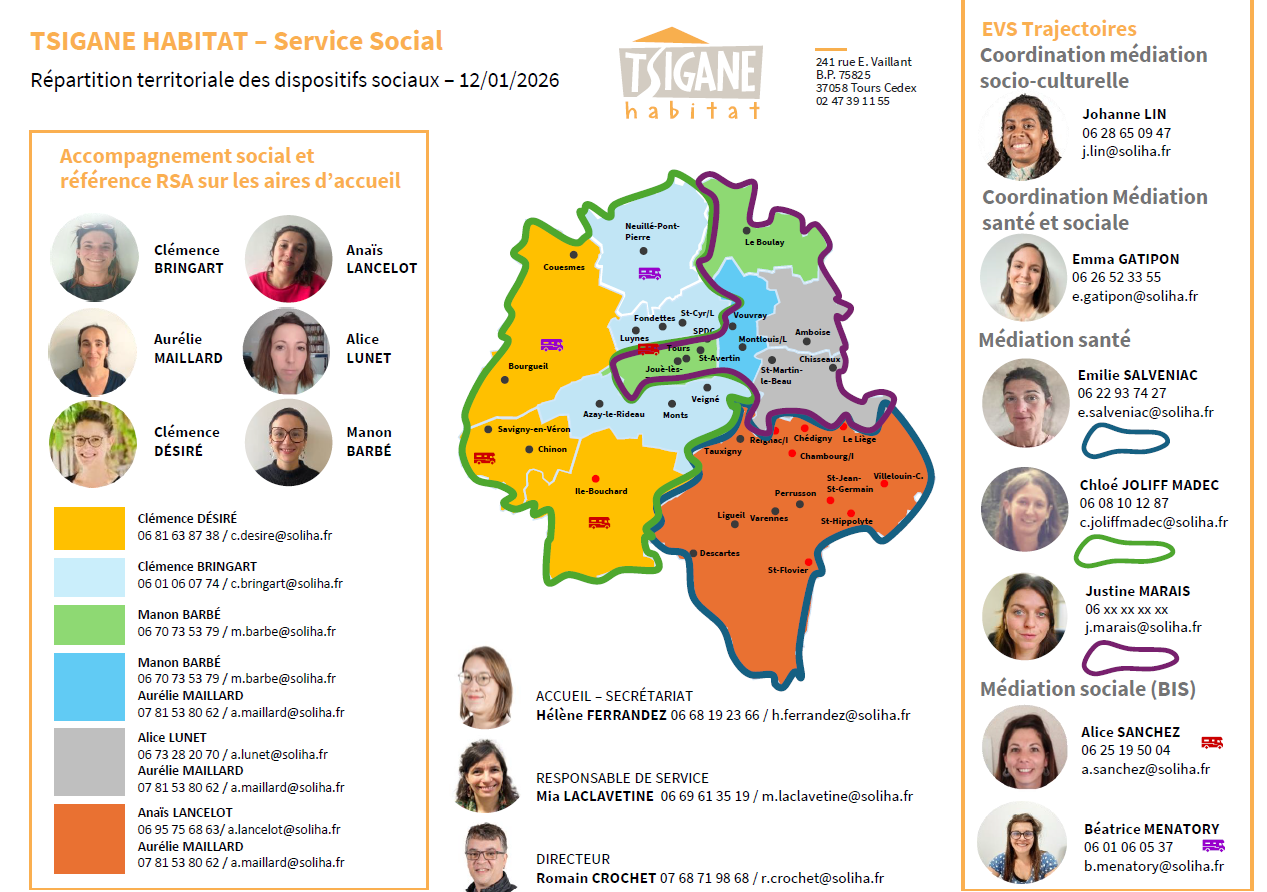 TSIGANE HABITAT – Service Social
Répartition territoriale des dispositifs sociaux – 12/01/2026
TSIGANE
habitat
241 rue E. Vaillant
B.P. 75825
37058 Tours Cedex
02 47 39 11 55
Accompagnement social et
référence RSA sur les aires d’accueil
Clémence
BRINGART
Anaïs
LANCELOT
Aurélie
MAILLARD
Alice
LUNET
Clémence
DÉSIRÉ
Manon
BARBÉ
Clémence DÉSIRÉ
06 81 63 87 38 / c.desire@soliha.fr
Clémence BRINGART
06 01 06 07 74 / c.bringart@soliha.fr
Manon BARBÉ
06 70 73 53 79 / m.barbe@soliha.fr
Manon BARBÉ
06 70 73 53 79 / m.barbe@soliha.fr
Aurélie MAILLARD
07 81 53 80 62 / a.maillard@soliha.fr
Alice LUNET
06 73 28 20 70 / a.lunet@soliha.fr
Aurélie MAILLARD
07 81 53 80 62 / a.maillard@soliha.fr
Anaïs LANCELOT
06 95 75 68 63/ a.lancelot@soliha.fr
Aurélie MAILLARD
07 81 53 80 62 / a.maillard@soliha.fr
Neuillé-Pont-
Pierre
Le Boulay
Couesmes
St-Cyr/L
Fondettes
Vouvray
SPDC
Luynes
Amboise
Montlouis/L
Tours
St-Avertin
Chisseaux
Bourgueil
Joué-lès-
St-Martin-
le-Beau
Veigné
Azay-le-Rideau
Monts
Savigny-en-Véron
Chinon
Tauxigny
Reignac/I
Chédigny
Le Liège
Chambourg/I
Ile-Bouchard
St-Jean-
St-Germain
Villelouin-C.
Perrusson
Ligueil
Varennes
St-Hippolyte
Descartes
St-Flovier
ACCUEIL – SECRÉTARIAT
Hélène FERRANDEZ 06 68 19 23 66 / h.ferrandez@soliha.fr
RESPONSABLE DE SERVICE
Mia LACLAVETINE 06 69 61 35 19 / m.laclavetine@soliha.fr
DIRECTEUR
Romain CROCHET 07 68 71 98 68 / r.crochet@soliha.fr
EVS Trajectoires
Coordination médiation
socio-culturelle
Johanne LIN
06 28 65 09 47
j.lin@soliha.fr
Coordination Médiation
santé et sociale
Emma GATIPON
06 26 52 33 55
e.gatipon@soliha.fr
Médiation santé
Emilie SALVENIAC
06 22 93 74 27
e.salveniac@soliha.fr
Chloé JOLIFF MADEC
06 08 10 12 87
c.joliffmadec@soliha.fr
Justine MARAIS
06 xx xx xx xx
j.marais@soliha.fr
Médiation sociale (BIS)
Alice SANCHEZ
06 25 19 50 04
a.sanchez@soliha.fr
Béatrice MENATORY
06 01 06 05 37
b.menatory@soliha.fr